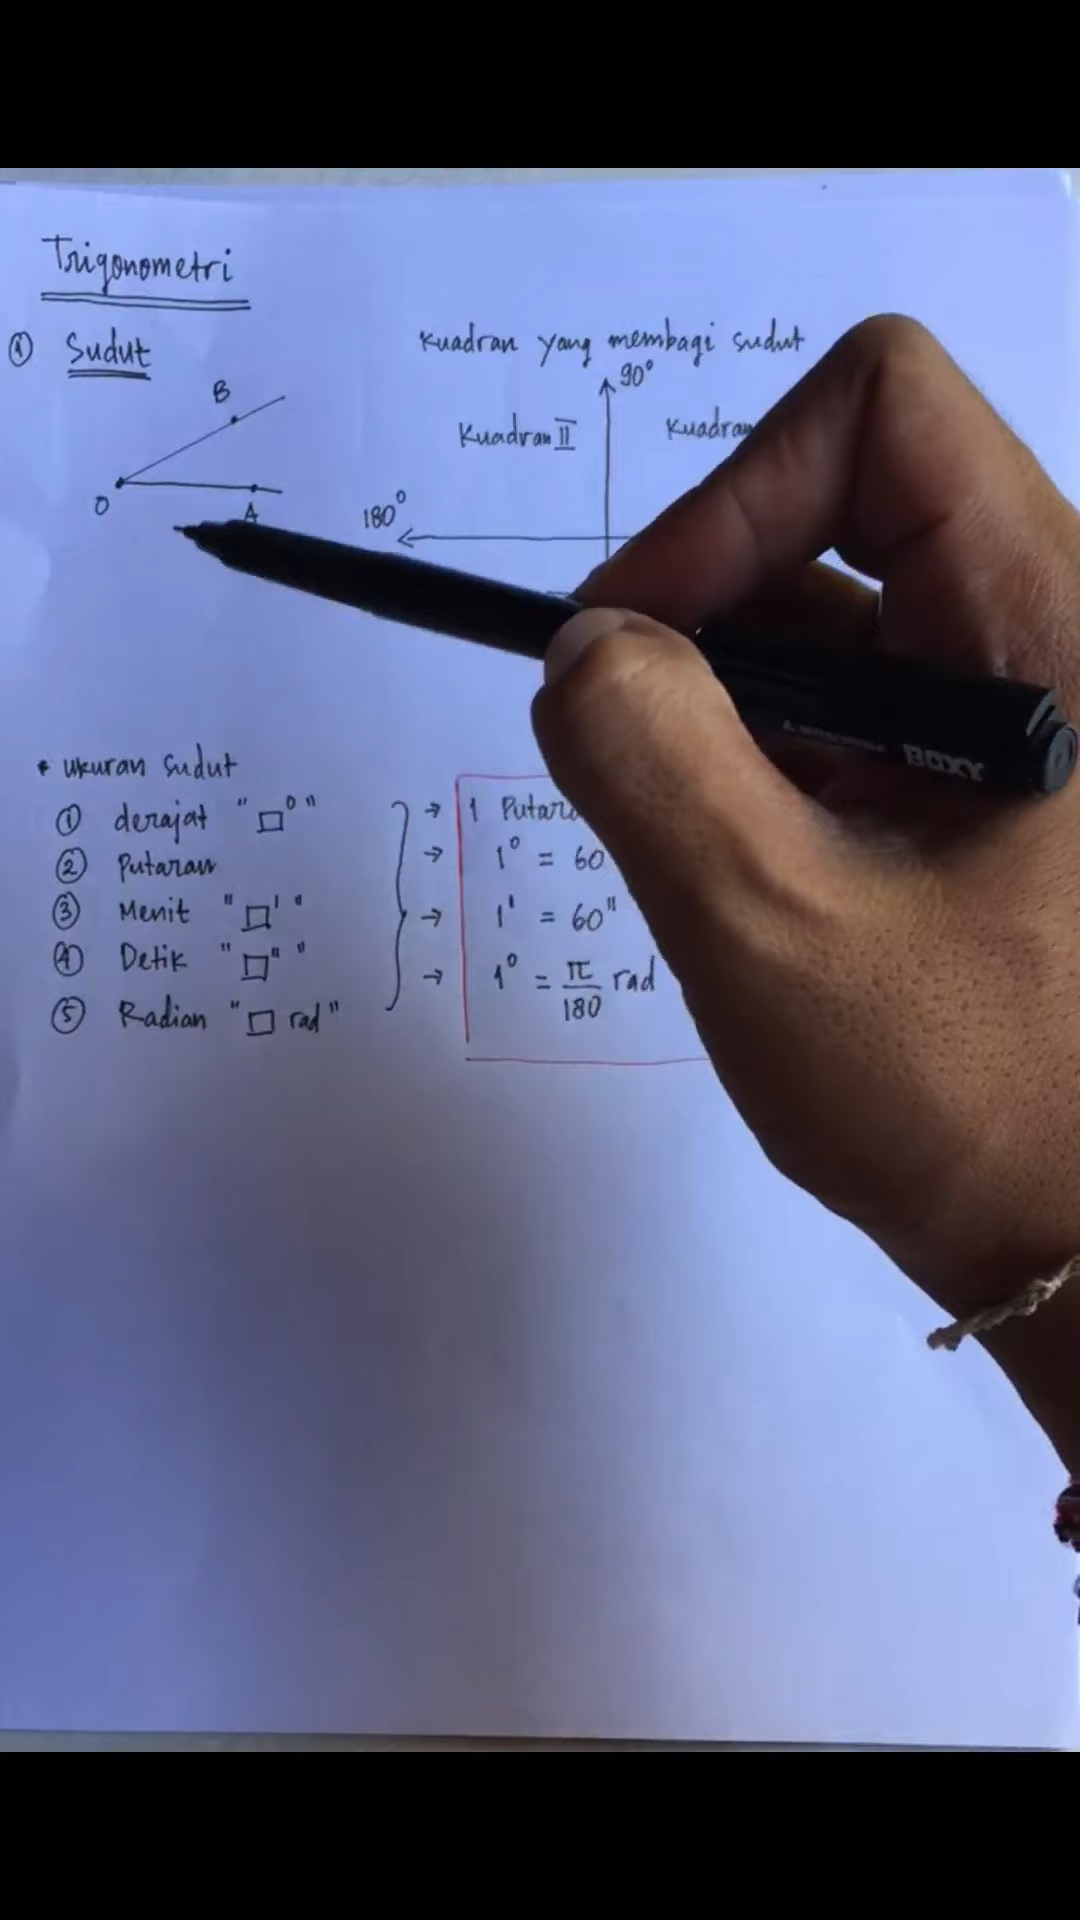 Trigonometri
① Sudut
B
O
A
Kuadran yang membagi sudut
90°
Kuadran II
Kuadran
180°
* ukuran sudut
① derajat "□°"
② Putaran
③ Menit "□'"
④ Detik "□""
⑤ Radian "□ rad"
→ 1
→ 1° = 60
→ 1' = 60"
→ 1° = π/180 rad
BOXY